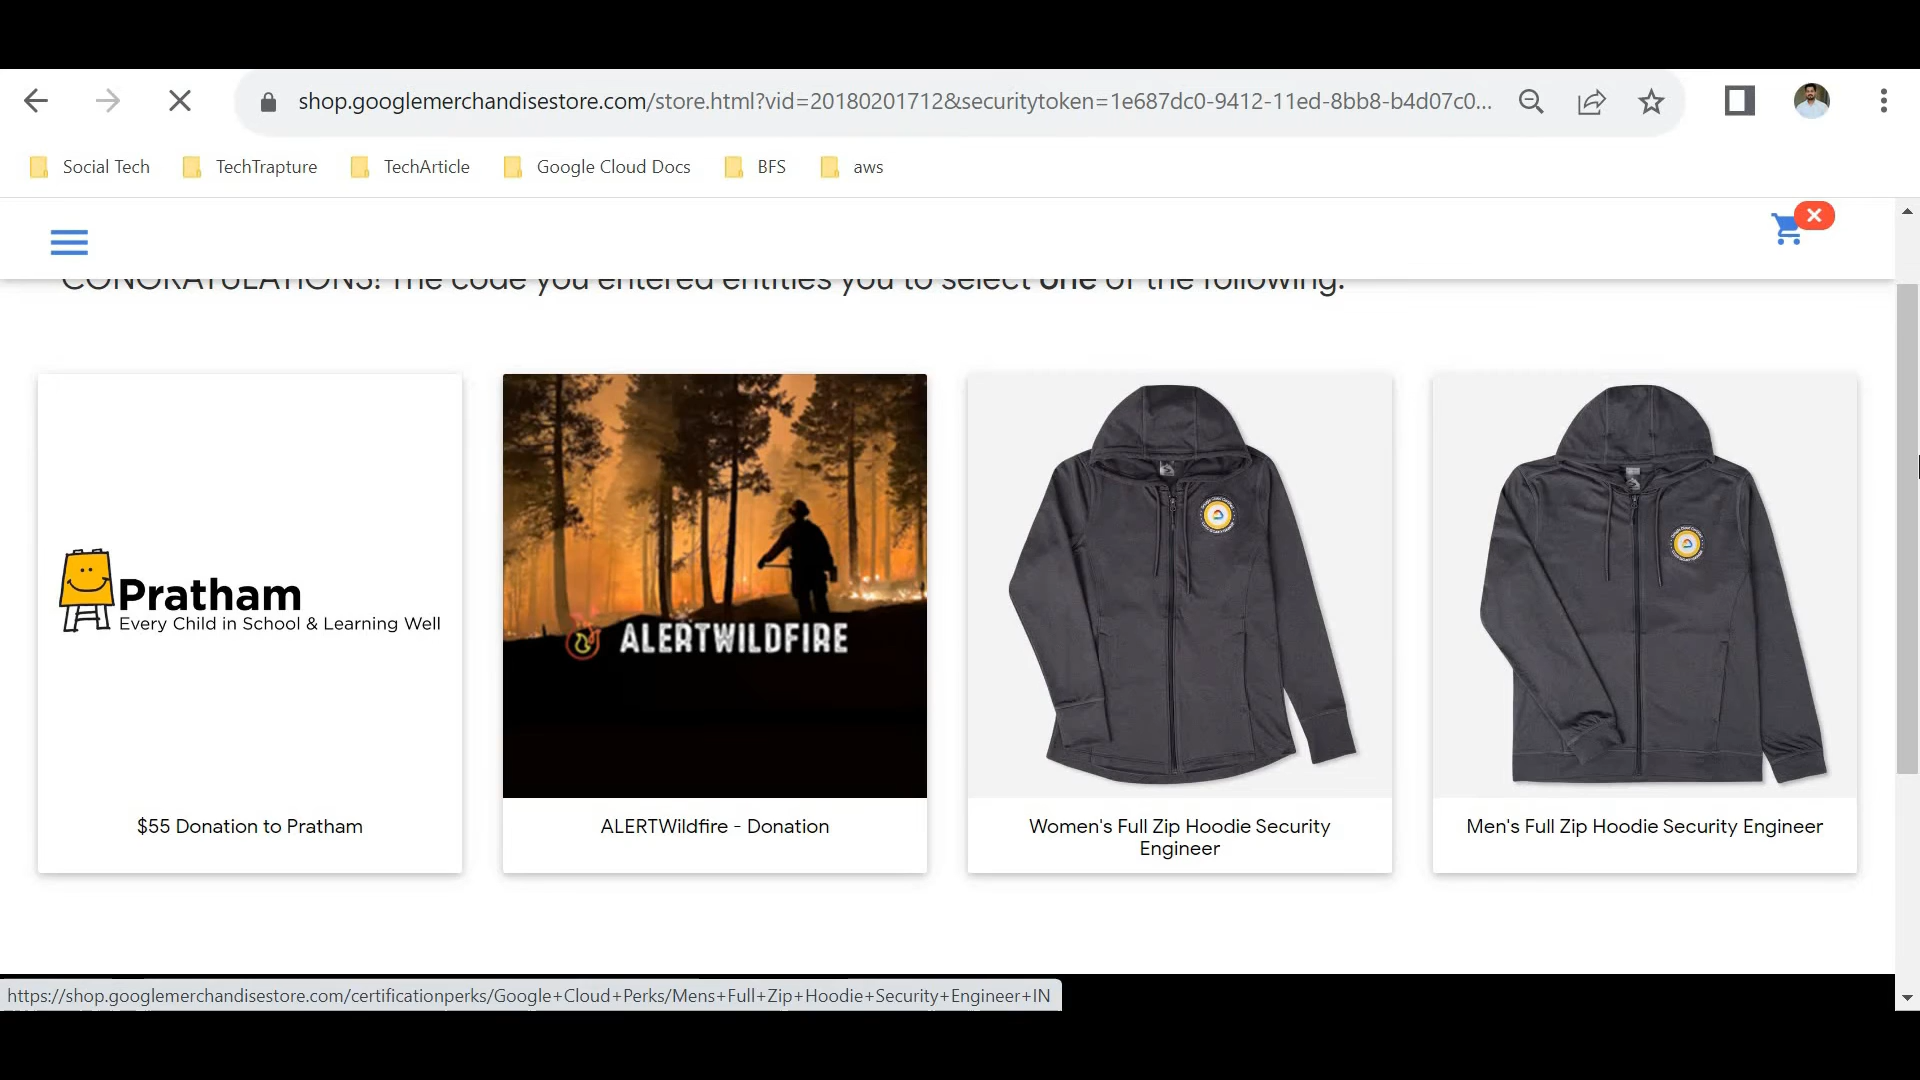 shop.googlemerchandisestore.com/store.html?vid=20180201712&securitytoken=1e687dc0-9412-11ed-8bb8-b4d07c0...
Social Tech TechTrapture TechArticle Google Cloud Docs BFS aws
CONGRATULATIONS! The code you entered entitles you to select one of the following:
Pratham
Every Child in School & Learning Well
ALERTWILDFIRE
$55 Donation to Pratham
ALERTWildfire - Donation
Women's Full Zip Hoodie Security
Engineer
Men's Full Zip Hoodie Security Engineer
https://shop.googlemerchandisestore.com/certificationperks/Google+Cloud+Perks/Mens+Full+Zip+Hoodie+Security+Engineer+IN